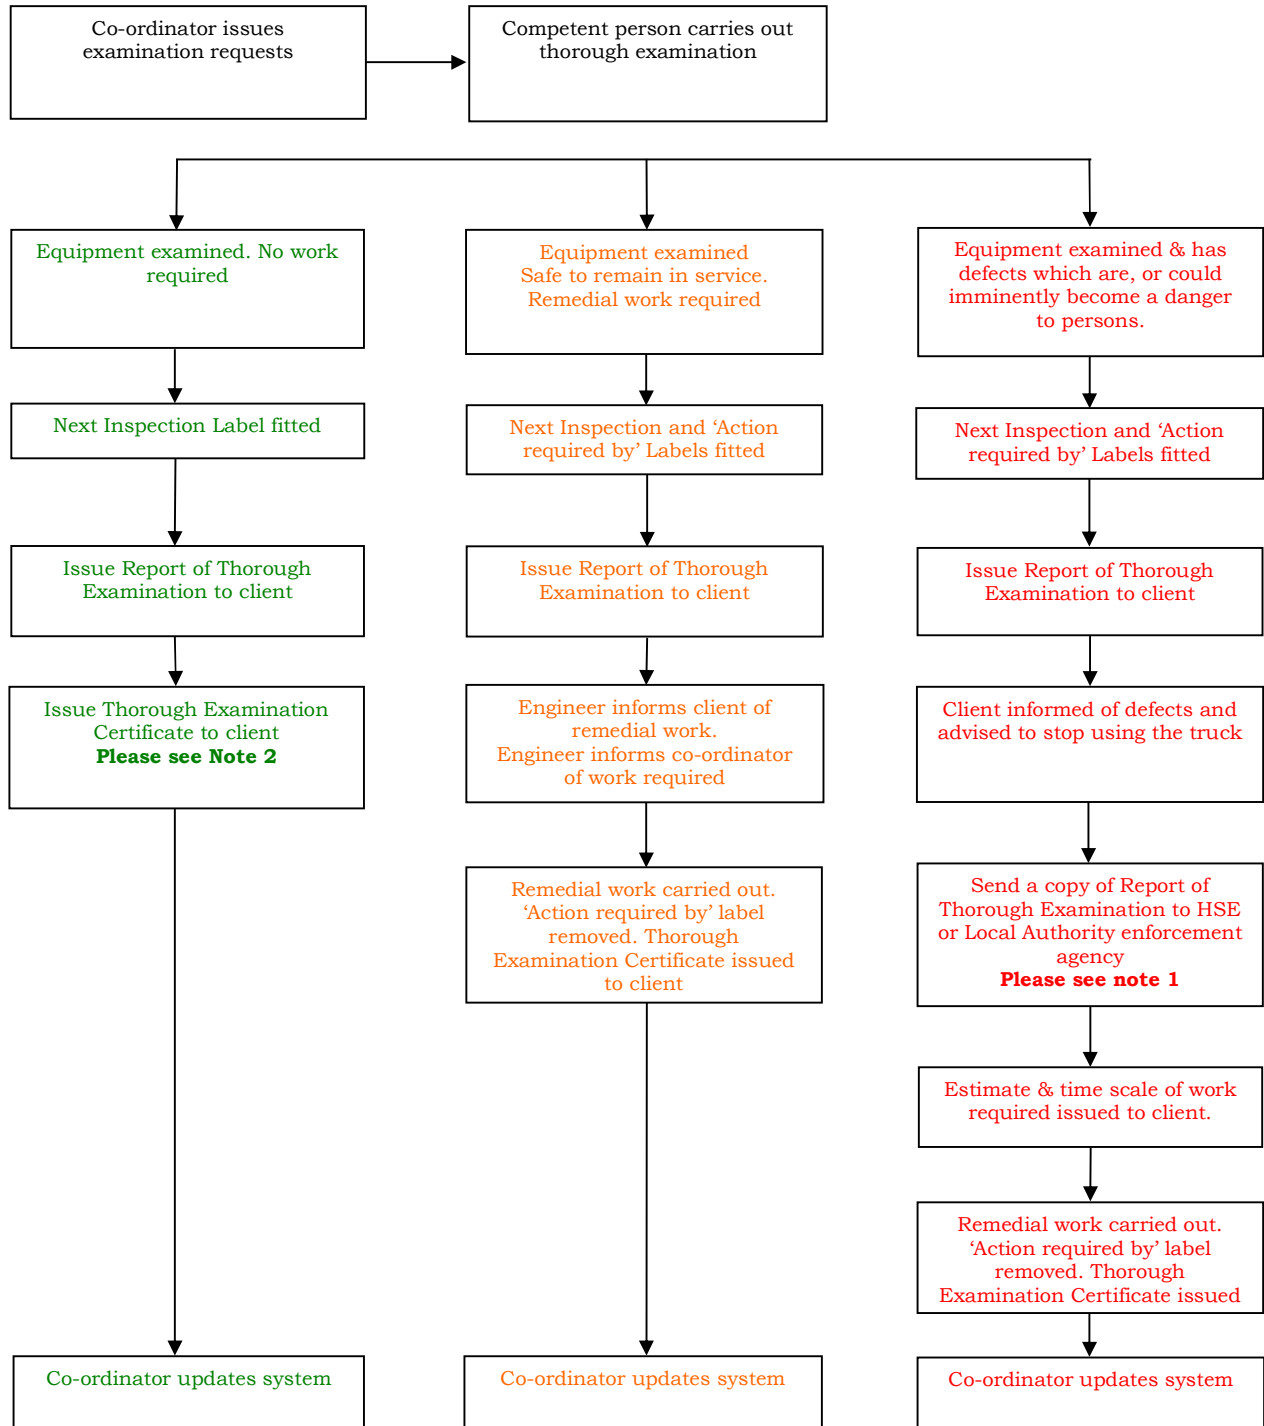 Co-ordinator issues
examination requests
Competent person carries out
thorough examination
Equipment examined. No work
required
Next Inspection Label fitted
Issue Report of Thorough
Examination to client
Issue Thorough Examination
Certificate to client
Please see Note 2
Co-ordinator updates system
Equipment examined
Safe to remain in service.
Remedial work required
Next Inspection and ‘Action
required by’ Labels fitted
Issue Report of Thorough
Examination to client
Engineer informs client of
remedial work.
Engineer informs co-ordinator
of work required
Remedial work carried out.
‘Action required by’ label
removed. Thorough
Examination Certificate issued
to client
Co-ordinator updates system
Equipment examined & has
defects which are, or could
imminently become a danger
to persons.
Next Inspection and ‘Action
required by’ Labels fitted
Issue Report of Thorough
Examination to client
Client informed of defects and
advised to stop using the truck
Send a copy of Report of
Thorough Examination to HSE
or Local Authority enforcement
agency
Please see note 1
Estimate & time scale of work
required issued to client.
Remedial work carried out.
‘Action required by’ label
removed. Thorough
Examination Certificate issued
Co-ordinator updates system